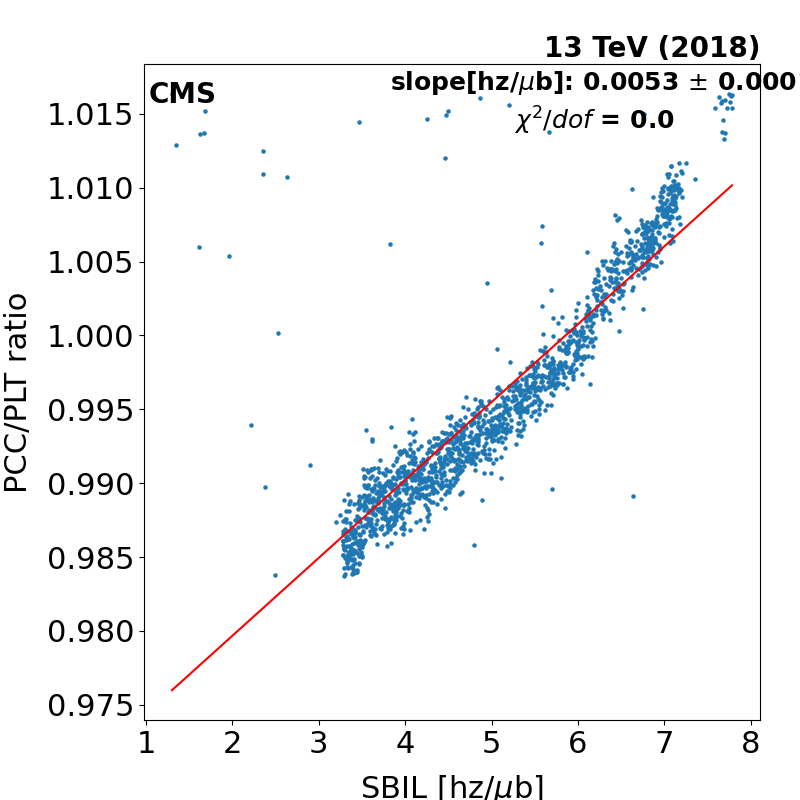 13 TeV (2018)
CMS
slope[hz/μb]: 0.0053 ± 0.000
χ²/dof = 0.0
1.015
1.010
1.005
1.000
0.995
0.990
0.985
0.980
0.975
PCC/PLT ratio
1 2 3 4 5 6 7 8
SBIL [hz/μb]